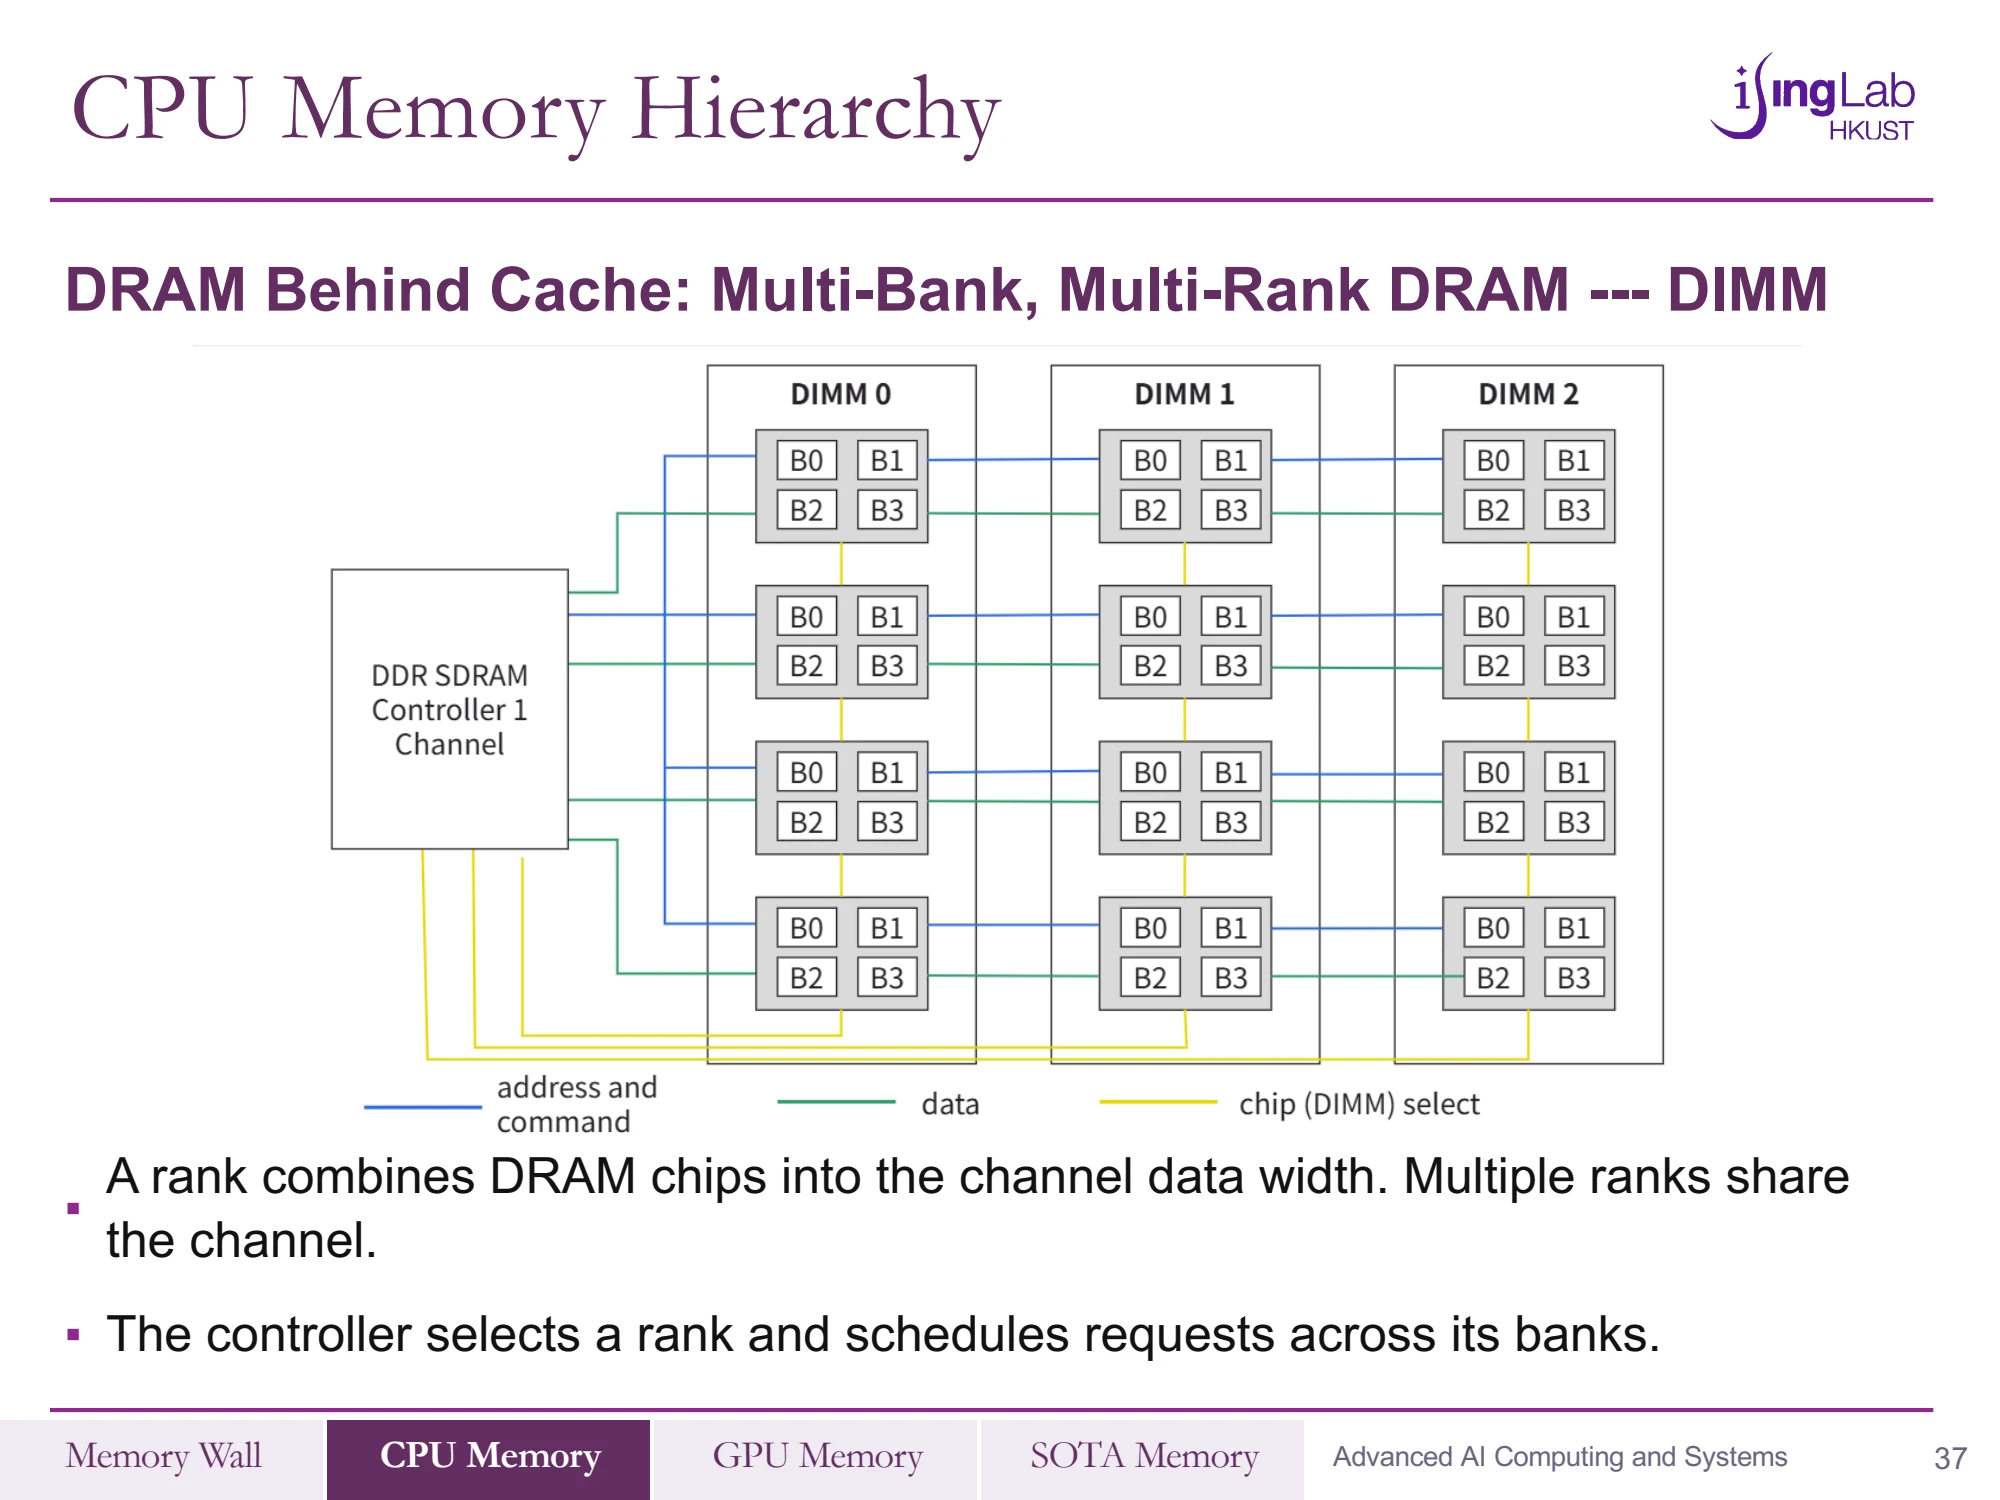 CPU Memory Hierarchy
isingLab
HKUST
DRAM Behind Cache: Multi-Bank, Multi-Rank DRAM --- DIMM
DIMM 0
DIMM 1
DIMM 2
B0 B1 B0 B1 B0 B1
B2 B3 B2 B3 B2 B3
B0 B1 B0 B1 B0 B1
B2 B3 B2 B3 B2 B3
DDR SDRAM
Controller 1
Channel
B0 B1 B0 B1 B0 B1
B2 B3 B2 B3 B2 B3
B0 B1 B0 B1 B0 B1
B2 B3 B2 B3 B2 B3
address and
command
data
chip (DIMM) select
▪ A rank combines DRAM chips into the channel data width. Multiple ranks share
the channel.
▪ The controller selects a rank and schedules requests across its banks.
Memory Wall
CPU Memory
GPU Memory
SOTA Memory
Advanced AI Computing and Systems
37